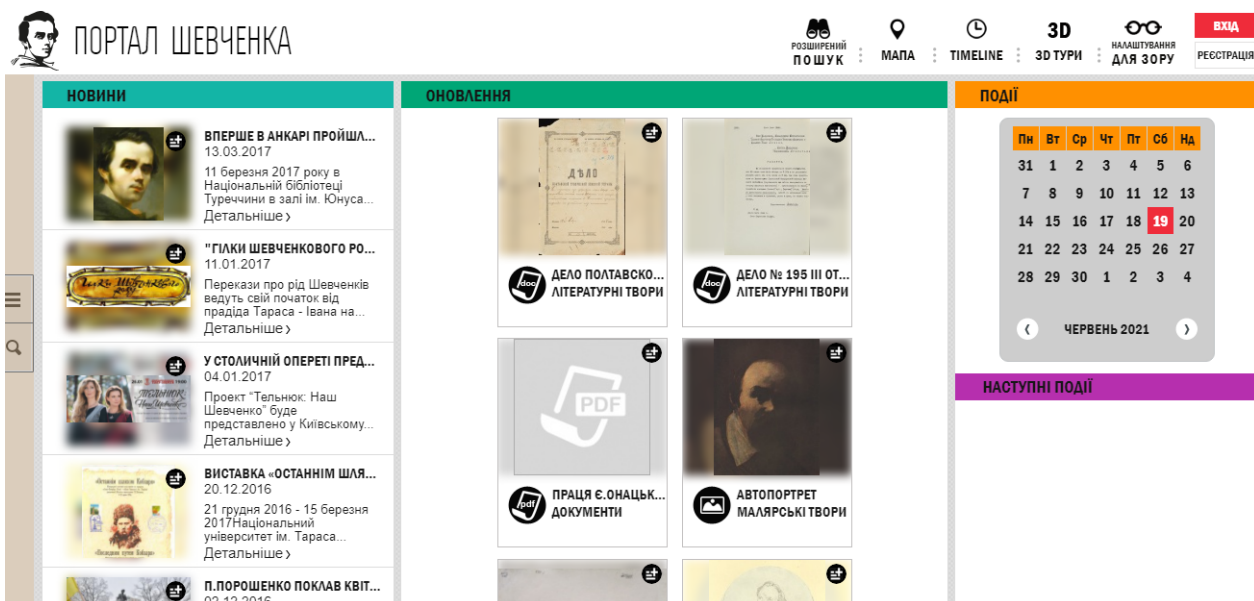 ПОРТАЛ ШЕВЧЕНКА
РОЗШИРЕНИЙ
ПОШУК
МАПА
TIMELINE
3D
3D ТУРИ
НАЛАШТУВАННЯ
ДЛЯ ЗОРУ
ВХІД
РЕЄСТРАЦІЯ
НОВИНИ
ВПЕРШЕ В АНКАРІ ПРОЙШЛ...
13.03.2017
11 березня 2017 року в
Національній бібліотеці
Туреччини в залі ім. Юнуса...
Детальніше ›
"ГІЛКИ ШЕВЧЕНКОВОГО РО...
11.01.2017
Перекази про рід Шевченків
ведуть свій початок від
прадіда Тараса - Івана на...
Детальніше ›
У СТОЛИЧНІЙ ОПЕРЕТІ ПРЕД...
04.01.2017
Проект “Тельнюк: Наш
Шевченко” буде
представлено у Київському...
Детальніше ›
ВИСТАВКА «ОСТАННІМ ШЛЯ...
20.12.2016
21 грудня 2016 - 15 березня
2017Національний
університет ім. Тараса...
Детальніше ›
П.ПОРОШЕНКО ПОКЛАВ КВІТ...
ОНОВЛЕННЯ
ДѢЛО
doc
ДЕЛО ПОЛТАВСКО...
ЛІТЕРАТУРНІ ТВОРИ
doc
ДЕЛО № 195 III ОТ...
ЛІТЕРАТУРНІ ТВОРИ
PDF
pdf
ПРАЦЯ Є.ОНАЦЬК...
ДОКУМЕНТИ
АВТОПОРТРЕТ
МАЛЯРСЬКІ ТВОРИ
ПОДІЇ
Пн Вт Ср Чт Пт Сб Нд
31 1 2 3 4 5 6
7 8 9 10 11 12 13
14 15 16 17 18 19 20
21 22 23 24 25 26 27
28 29 30 1 2 3 4
ЧЕРВЕНЬ 2021
НАСТУПНІ ПОДІЇ